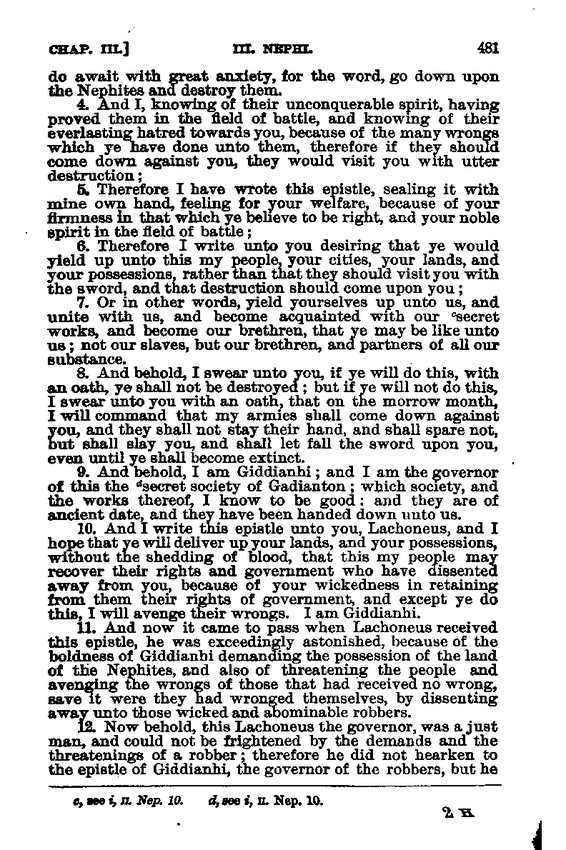 CHAP. III.] III. NEPHI. 481
do await with great anxiety, for the word, go down upon
the Nephites and destroy them.
4. And I, knowing of their unconquerable spirit, having
proved them in the field of battle, and knowing of their
everlasting hatred towards you, because of the many wrongs
which ye have done unto them, therefore if they should
come down against you, they would visit you with utter
destruction;
5. Therefore I have wrote this epistle, sealing it with
mine own hand, feeling for your welfare, because of your
firmness in that which ye believe to be right, and your noble
spirit in the field of battle;
6. Therefore I write unto you desiring that ye would
yield up unto this my people, your cities, your lands, and
your possessions, rather than that they should visit you with
the sword, and that destruction should come upon you;
7. Or in other words, yield yourselves up unto us, and
unite with us, and become acquainted with our ᶜsecret
works, and become our brethren, that ye may be like unto
us; not our slaves, but our brethren, and partners of all our
substance.
8. And behold, I swear unto you, if ye will do this, with
an oath, ye shall not be destroyed; but if ye will not do this,
I swear unto you with an oath, that on the morrow month,
I will command that my armies shall come down against
you, and they shall not stay their hand, and shall spare not,
but shall slay you, and shall let fall the sword upon you,
even until ye shall become extinct.
9. And behold, I am Giddianhi; and I am the governor
of this the ᵈsecret society of Gadianton; which society, and
the works thereof, I know to be good: and they are of
ancient date, and they have been handed down unto us.
10. And I write this epistle unto you, Lachoneus, and I
hope that ye will deliver up your lands, and your possessions,
without the shedding of blood, that this my people may
recover their rights and government who have dissented
away from you, because of your wickedness in retaining
from them their rights of government, and except ye do
this, I will avenge their wrongs. I am Giddianhi.
11. And now it came to pass when Lachoneus received
this epistle, he was exceedingly astonished, because of the
boldness of Giddianhi demanding the possession of the land
of the Nephites, and also of threatening the people and
avenging the wrongs of those that had received no wrong,
save it were they had wronged themselves, by dissenting
away unto those wicked and abominable robbers.
12. Now behold, this Lachoneus the governor, was a just
man, and could not be frightened by the demands and the
threatenings of a robber; therefore he did not hearken to
the epistle of Giddianhi, the governor of the robbers, but he
c, see i, II. Nep. 10. d, see i, II. Nep. 10.
2 H